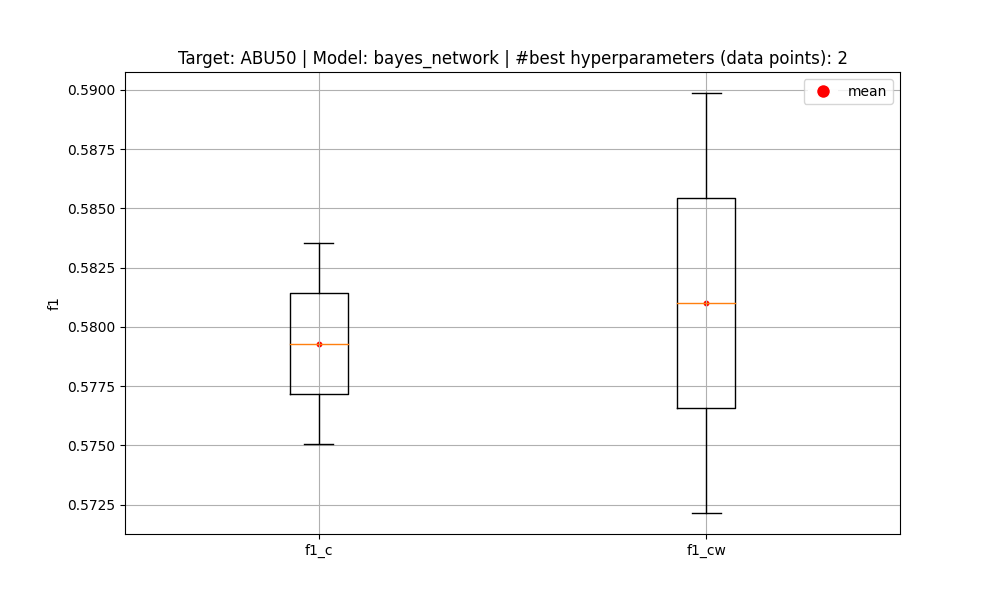 Target: ABU50 | Model: bayes_network | #best hyperparameters (data points): 2
mean
0.5900
0.5875
0.5850
0.5825
0.5800
0.5775
0.5750
0.5725
f1
f1_c
f1_cw